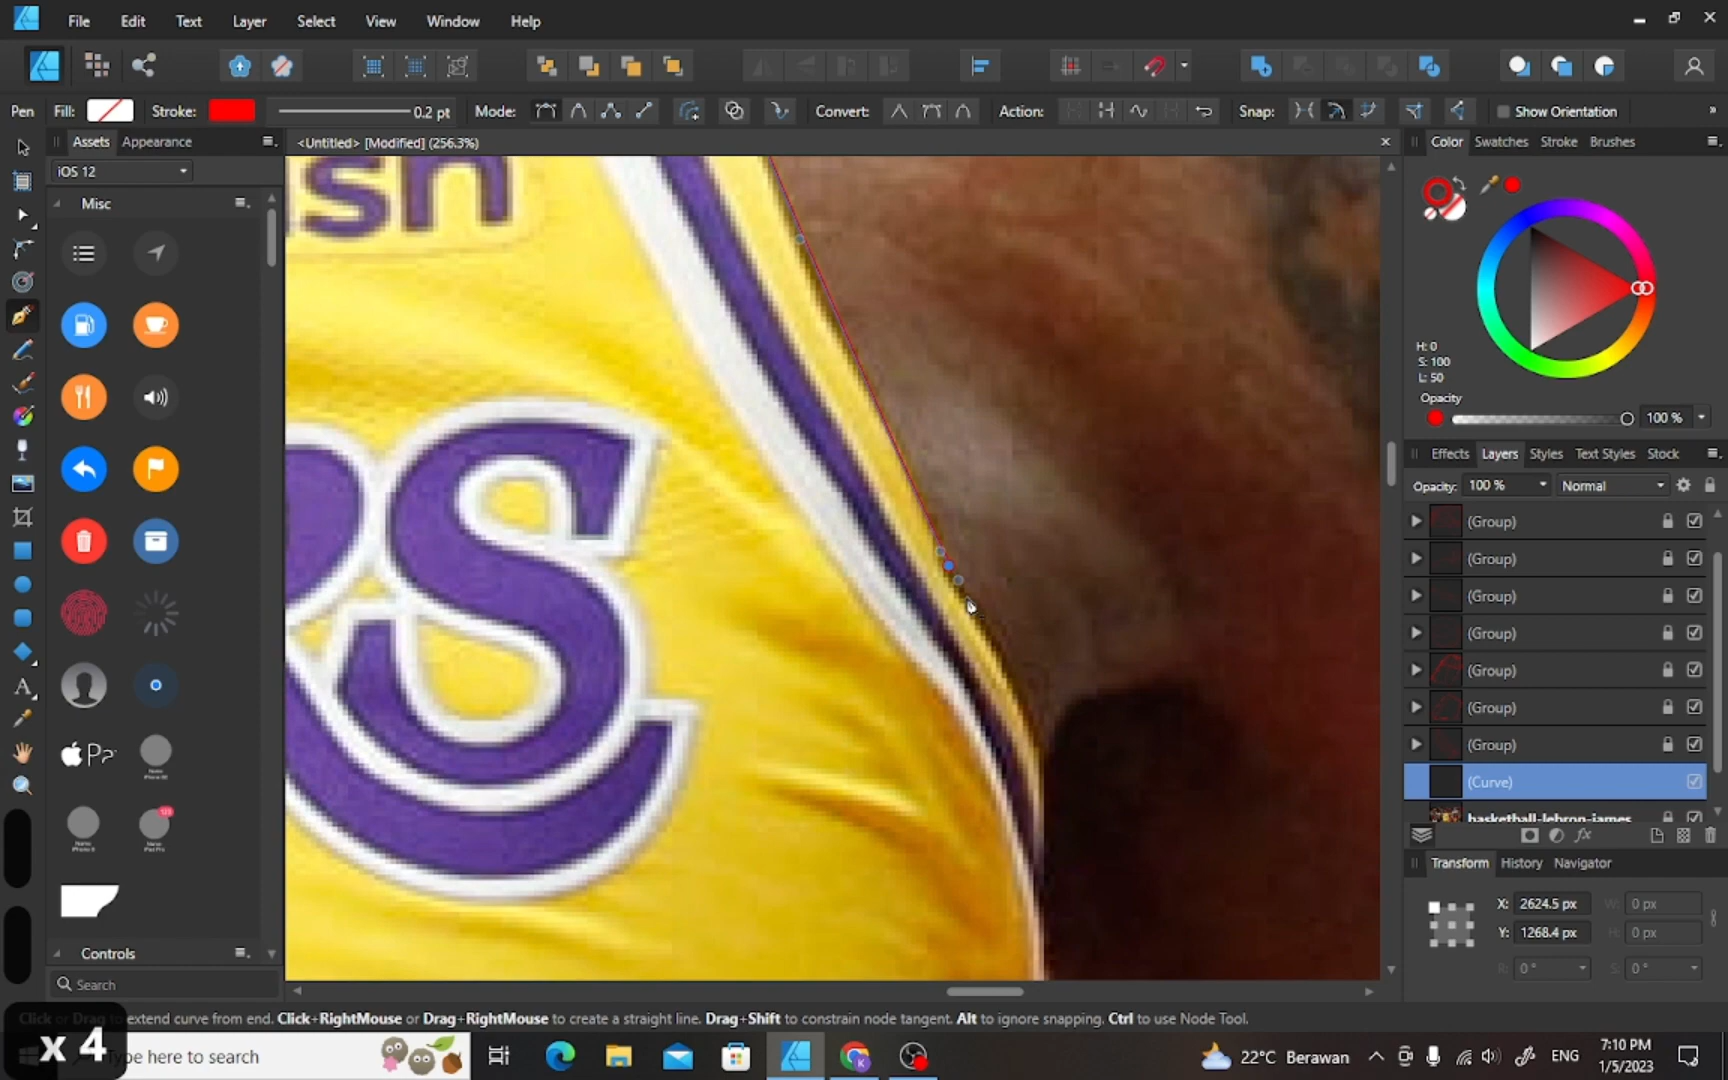 File Edit Text Layer Select View Window Help
Pen Fill: Stroke: 0.2 pt Mode: Convert: Action: Snap: Show Orientation »
Assets Appearance
<Untitled> [Modified] (256.3%)
Color Swatches Stroke Brushes
iOS 12
Misc
sh
S
H: 0
S: 100
L: 50
Opacity
100 %
Effects Layers Styles Text Styles Stock
Opacity: 100 % Normal
(Group)
(Group)
(Group)
(Group)
(Group)
(Group)
(Group)
(Curve)
basketball-lebron-james
Transform History Navigator
X: 2624.5 px W: 0 px
Y: 1268.4 px H: 0 px
R: 0 ° S: 0 °
Controls
Search
Click or Drag to extend curve from end. Click+RightMouse or Drag+RightMouse to create a straight line. Drag+Shift to constrain node tangent. Alt to ignore snapping. Ctrl to use Node Tool.
x 4
Type here to search
22°C Berawan
ENG
7:10 PM
1/5/2023